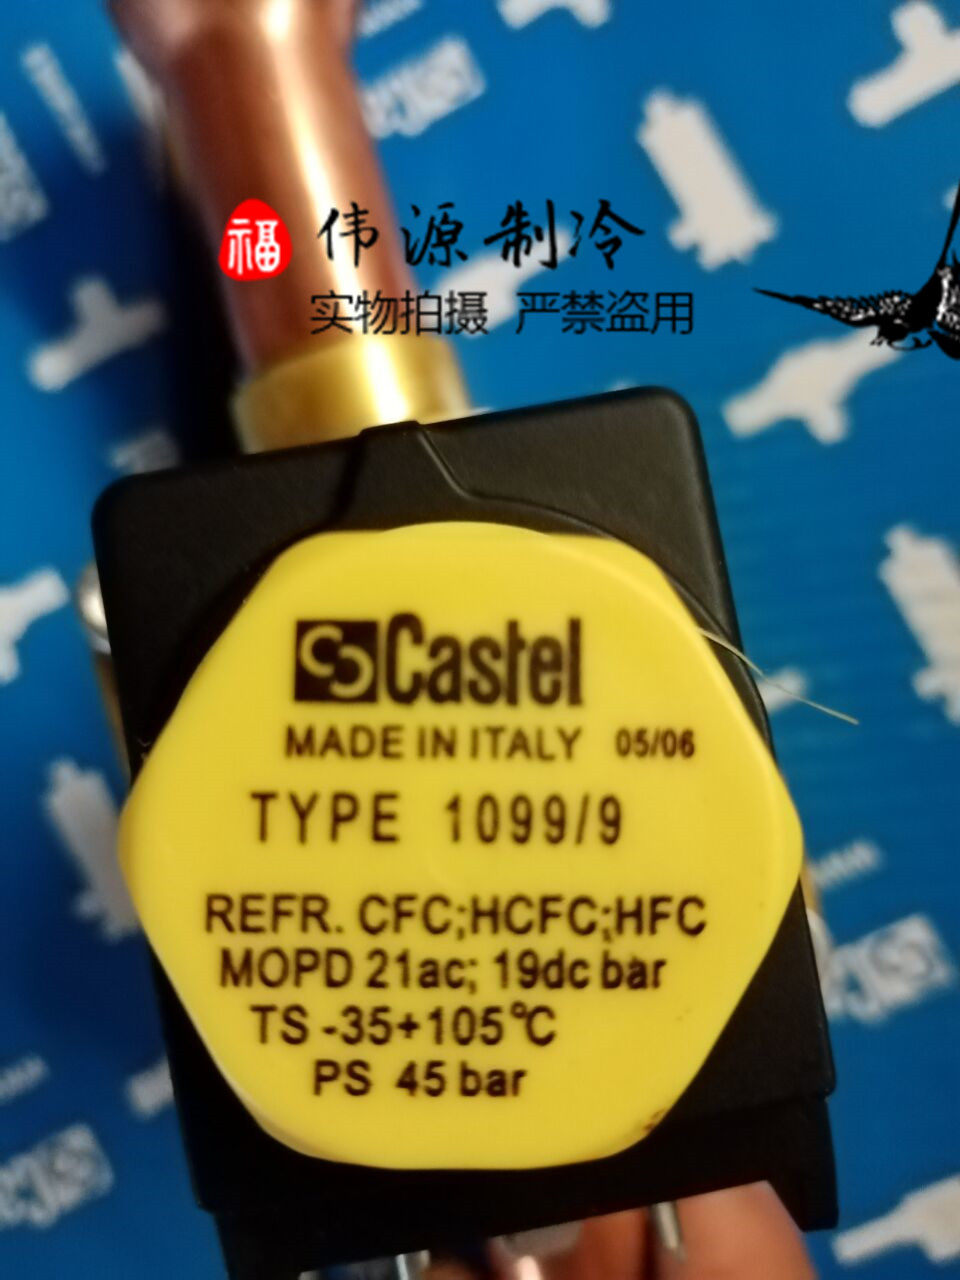 福
伟源制冷
实物拍摄 严禁盗用
Castel
MADE IN ITALY 05/06
TYPE 1099/9
REFR. CFC;HCFC;HFC
MOPD 21ac; 19dc bar
TS -35+105°C
PS 45 bar